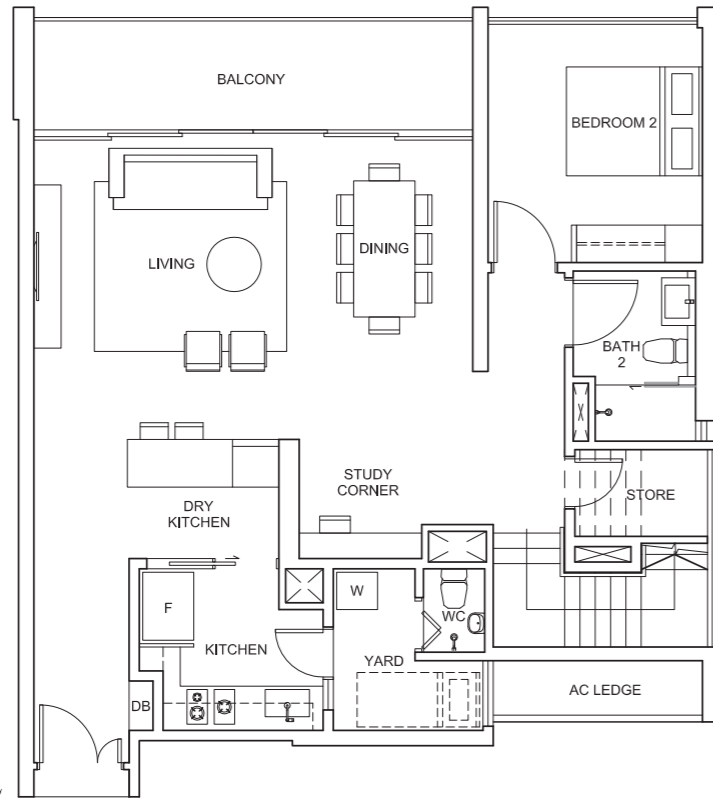 BALCONY
BEDROOM 2
LIVING
DINING
BATH
2
STUDY
CORNER
STORE
DRY
KITCHEN
F
W
WC
KITCHEN
YARD
DB
AC LEDGE